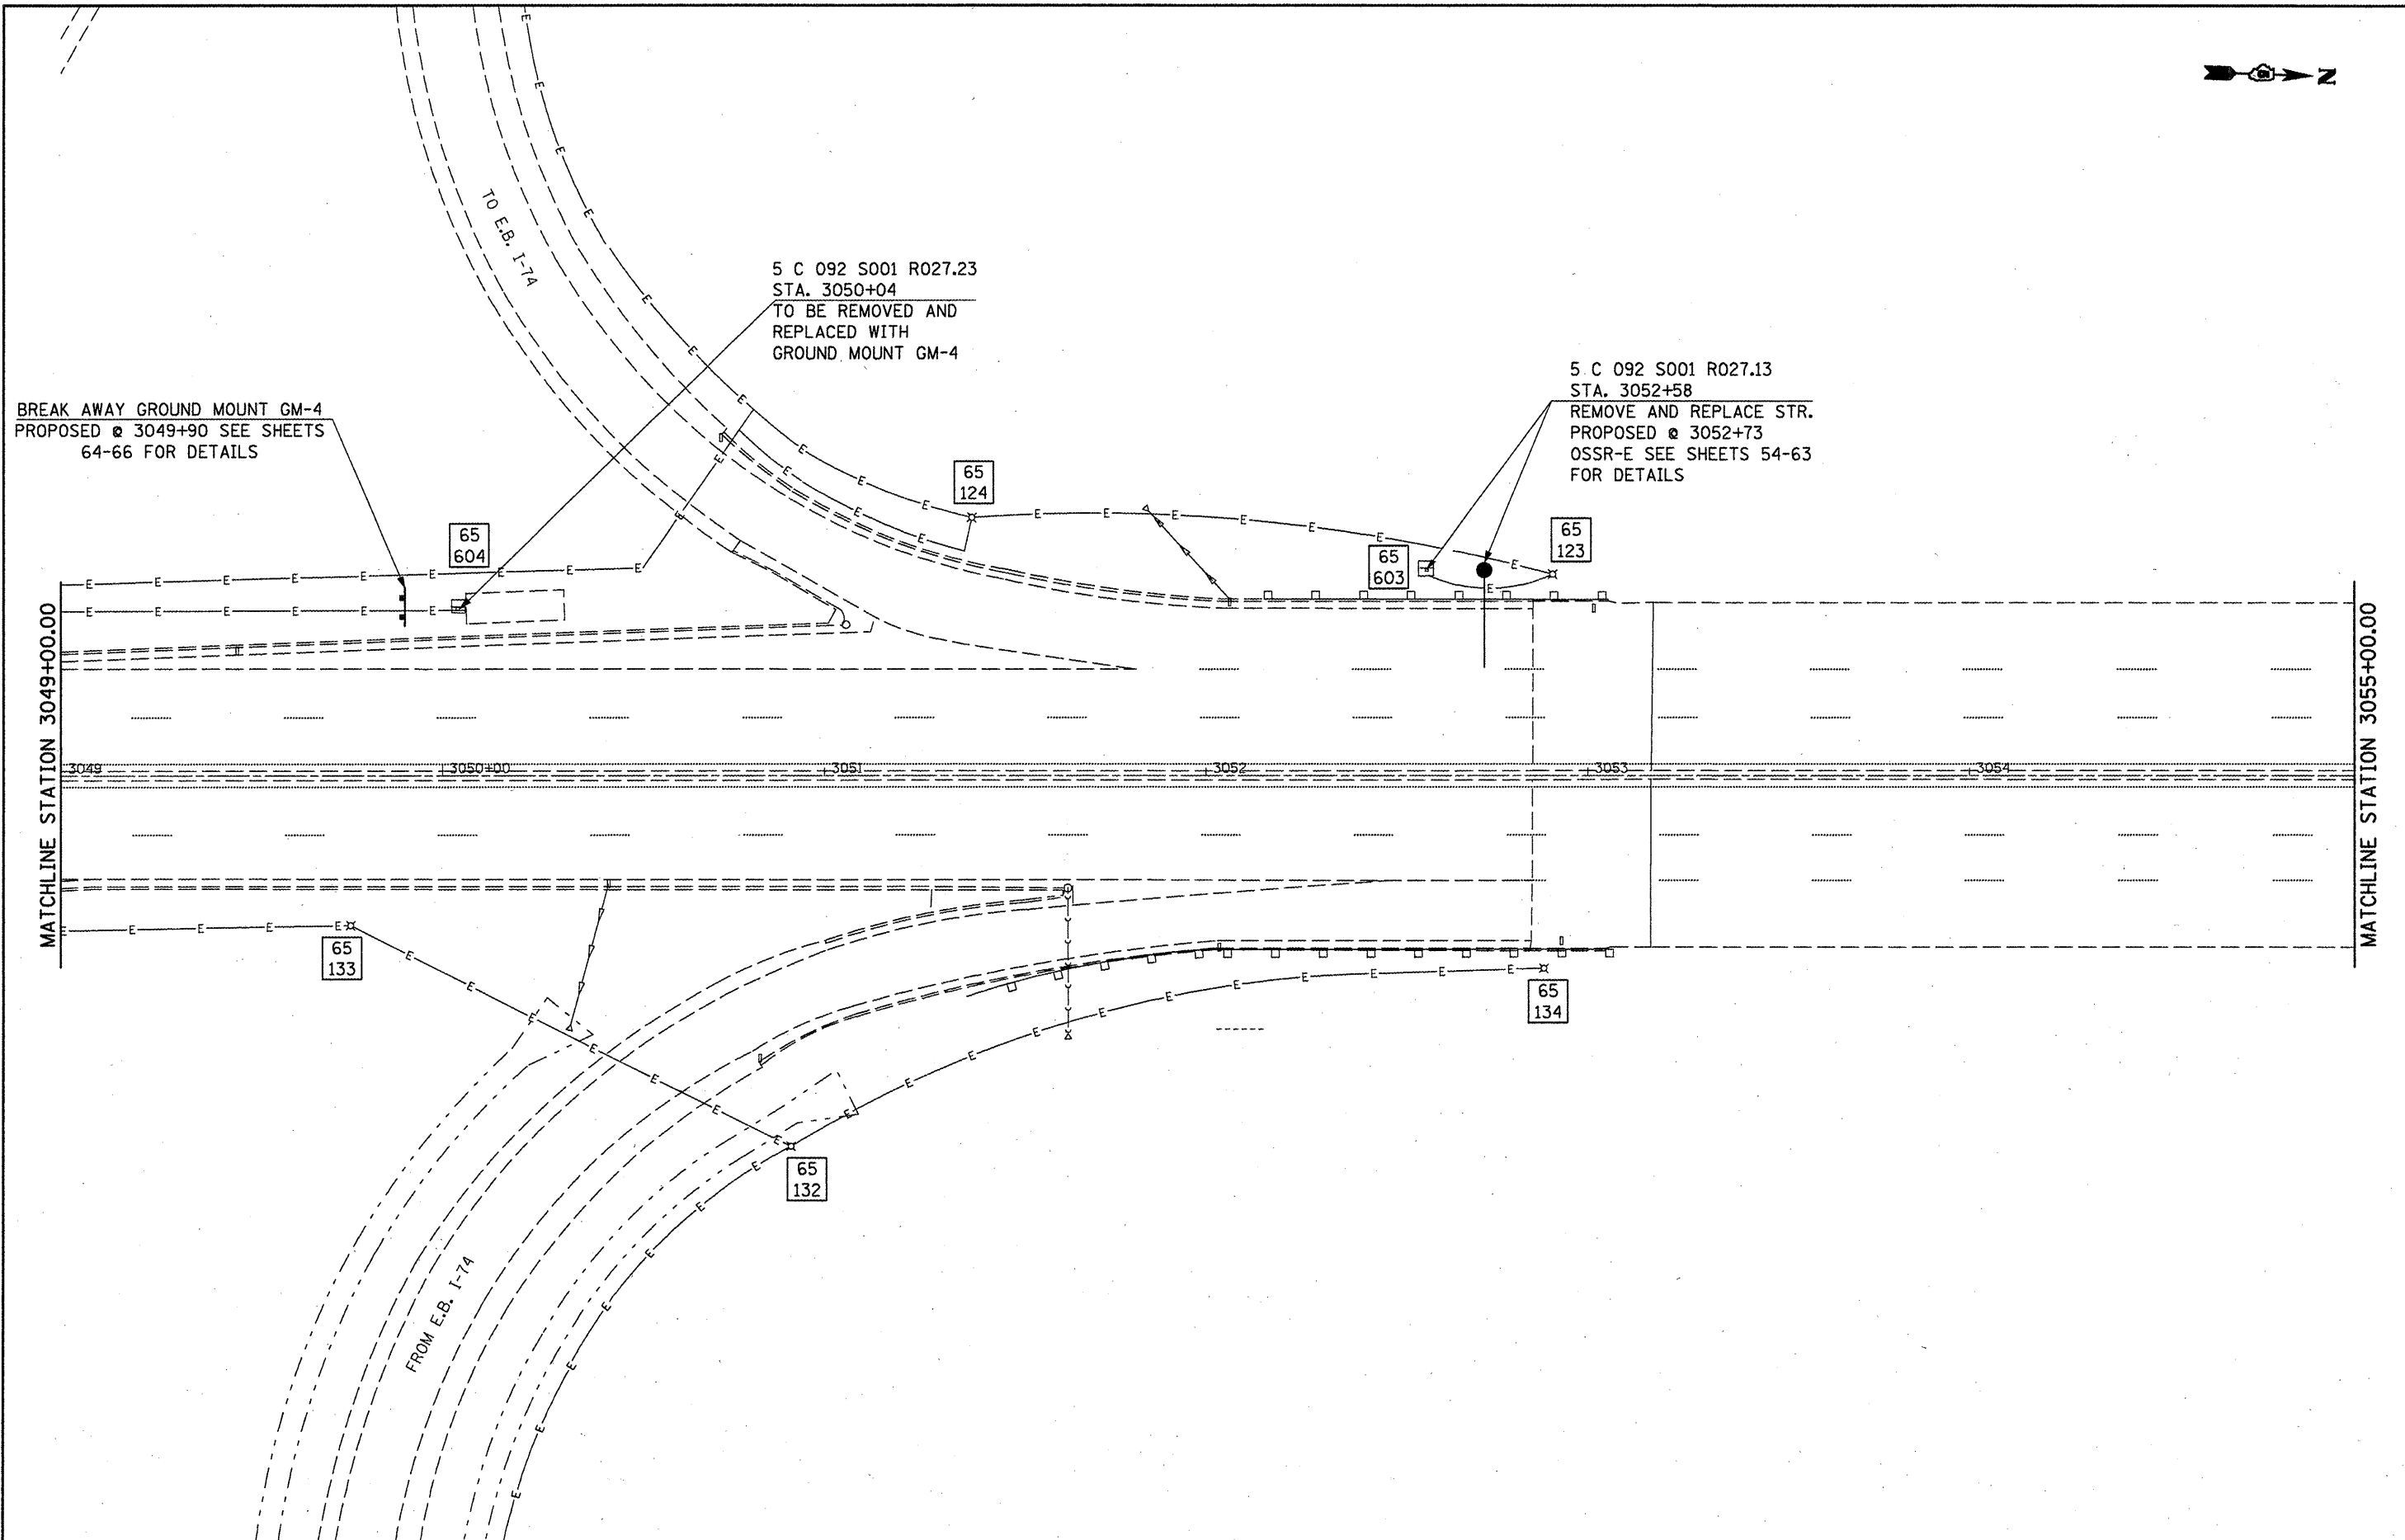 N
TO E.B. I-74
5 C 092 S001 R027.23
STA. 3050+04
TO BE REMOVED AND
REPLACED WITH
GROUND MOUNT GM-4
5 C 092 S001 R027.13
STA. 3052+58
REMOVE AND REPLACE STR.
PROPOSED @ 3052+73
OSSR-E SEE SHEETS 54-63
FOR DETAILS
BREAK AWAY GROUND MOUNT GM-4
PROPOSED @ 3049+90 SEE SHEETS
64-66 FOR DETAILS
65
124
65
604
65
603
65
123
MATCHLINE STATION 3049+00.00
3049
3050+00
3051
3052
3053
3054
MATCHLINE STATION 3055+00.00
65
133
65
134
65
132
FROM E.B. I-74